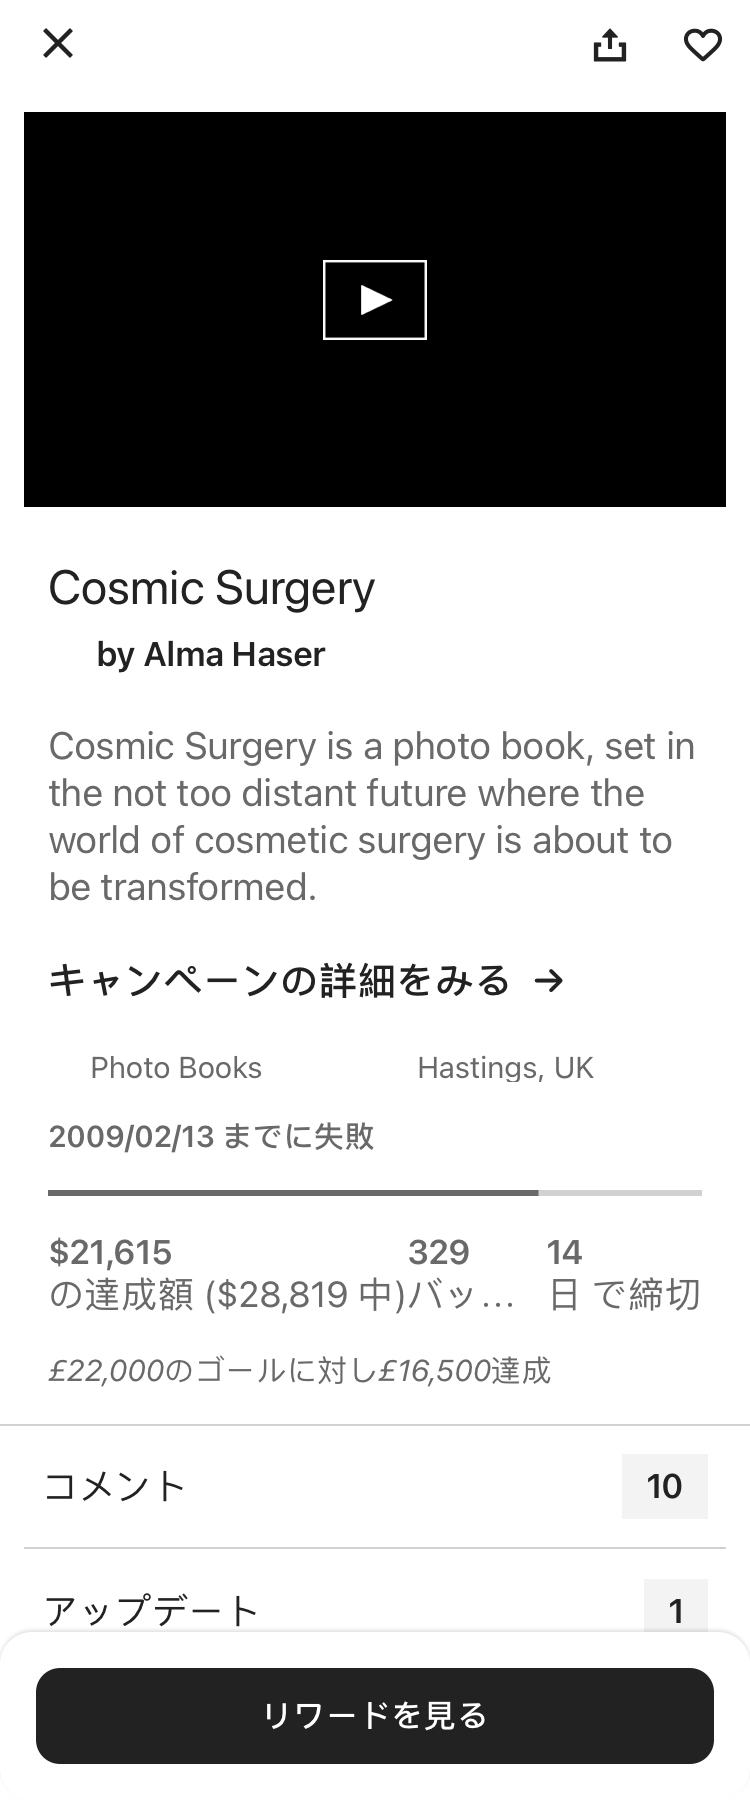 Cosmic Surgery
by Alma Haser
Cosmic Surgery is a photo book, set in
the not too distant future where the
world of cosmetic surgery is about to
be transformed.
キャンペーンの詳細をみる →
Photo Books Hastings, UK
2009/02/13 までに失敗
$21,615 329 14
の達成額 ($28,819 中)バッ... 日 で締切
£22,000のゴールに対し£16,500達成
コメント 10
アップデート 1
リワードを見る